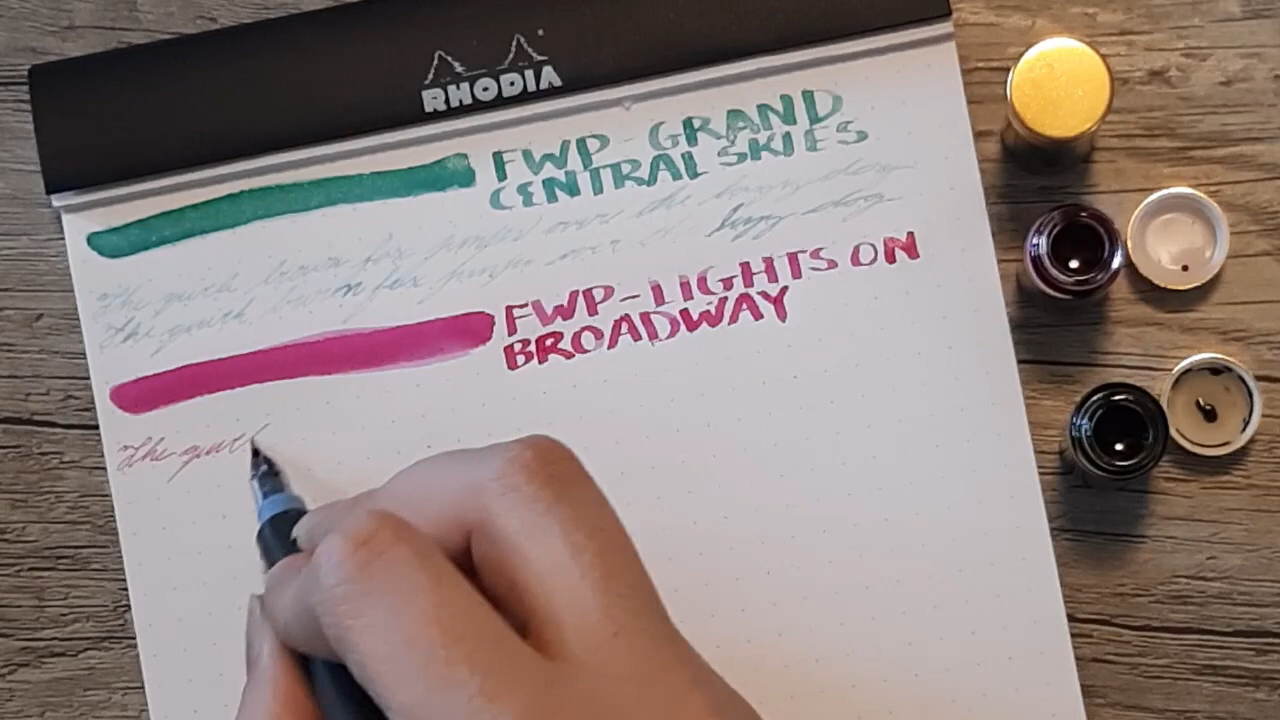 RHODIA
FWP - GRAND
CENTRAL SKIES
The quick brown fox jumps over the lazy dog
The quick brown fox jumps over the lazy dog
FWP - LIGHTS ON
BROADWAY
The quick